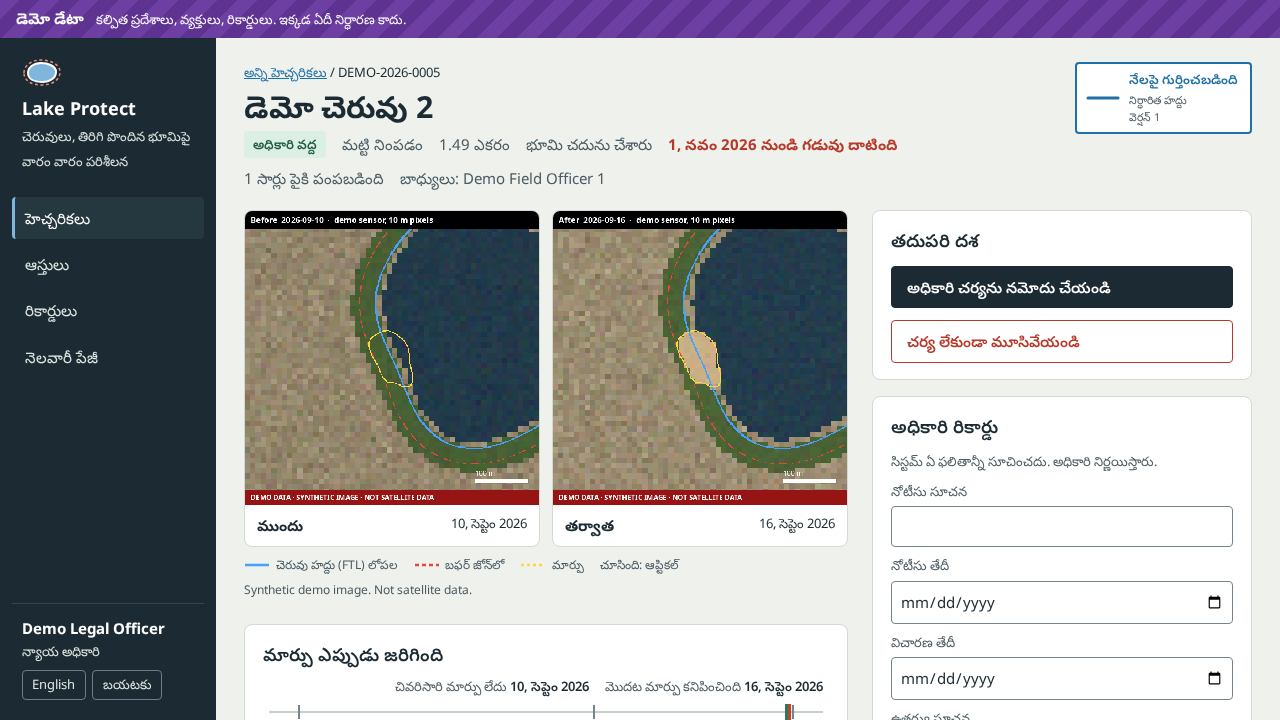 డెమో డేటా కల్పిత ప్రదేశాలు, వ్యక్తులు, రికార్డులు. ఇక్కడ ఏదీ నిర్ధారణ కాదు.
Lake Protect
చెరువులు, తిరిగి పొందిన భూమిపై
వారం వారం పరిశీలన
హెచ్చరికలు
ఆస్తులు
రికార్డులు
నెలవారీ పేజీ
Demo Legal Officer
న్యాయ అధికారి
English బయటకు
అన్ని హెచ్చరికలు / DEMO-2026-0005
డెమో చెరువు 2
అధికారి వద్ద మట్టి నింపడం 1.49 ఎకరం భూమి చదును చేశారు 1, నవం 2026 నుండి గడువు దాటింది
1 సార్లు పైకి పంపబడింది బాధ్యులు: Demo Field Officer 1
నేలపై గుర్తించబడింది
నిర్ధారిత హద్దు
వెర్షన్ 1
Before 2026-09-10 · demo sensor, 10 m pixels
100 m
DEMO DATA · SYNTHETIC IMAGE · NOT SATELLITE DATA
ముందు 10, సెప్టెం 2026
After 2026-09-16 · demo sensor, 10 m pixels
100 m
DEMO DATA · SYNTHETIC IMAGE · NOT SATELLITE DATA
తర్వాత 16, సెప్టెం 2026
చెరువు హద్దు (FTL) లోపల బఫర్ జోన్‌లో మార్పు చూసింది: ఆప్టికల్
Synthetic demo image. Not satellite data.
మార్పు ఎప్పుడు జరిగింది
చివరిసారి మార్పు లేదు 10, సెప్టెం 2026 మొదట మార్పు కనిపించింది 16, సెప్టెం 2026
తదుపరి దశ
అధికారి చర్యను నమోదు చేయండి
చర్య లేకుండా మూసివేయండి
అధికారి రికార్డు
సిస్టమ్ ఏ ఫలితాన్నీ సూచించదు. అధికారి నిర్ణయిస్తారు.
నోటీసు సూచన
నోటీసు తేదీ
mm/dd/yyyy
విచారణ తేదీ
mm/dd/yyyy